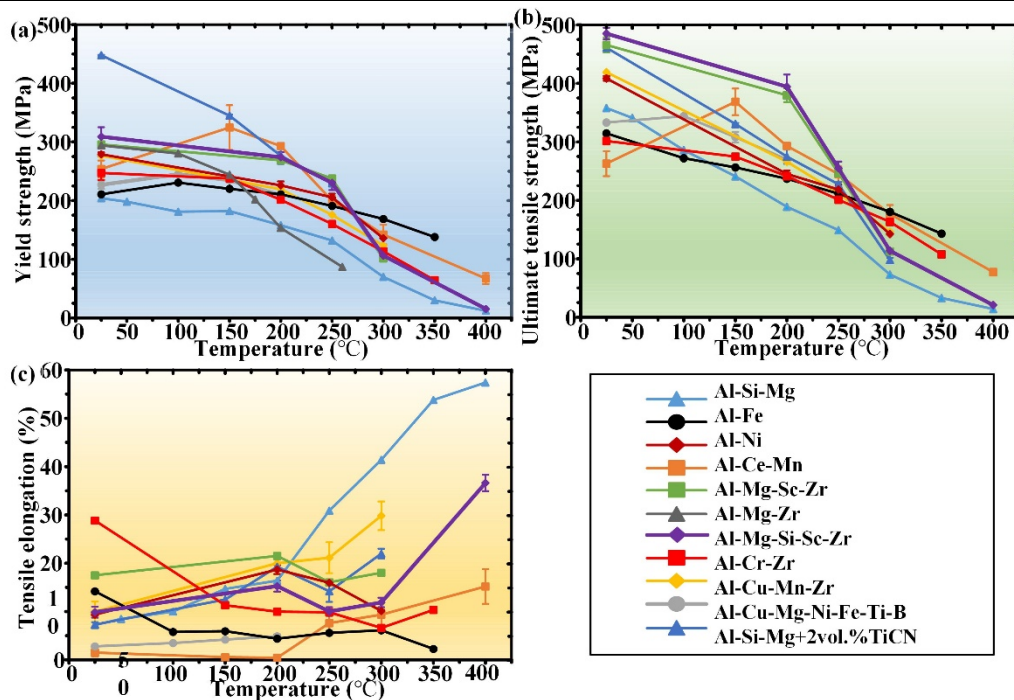 (a)
500
400
300
200
100
0
Yield strength (MPa)
0 50 100 150 200 250 300 350 400
Temperature (°C)
(b)
500
400
300
200
100
0
Ultimate tensile strength (MPa)
0 50 100 150 200 250 300 350 400
Temperature (°C)
(c)
60
50
40
30
20
1
0
0
Tensile elongation (%)
0 5
0 100 150 200 250 300 350 400
Temperature (°C)
Al-Si-Mg
Al-Fe
Al-Ni
Al-Ce-Mn
Al-Mg-Sc-Zr
Al-Mg-Zr
Al-Mg-Si-Sc-Zr
Al-Cr-Zr
Al-Cu-Mn-Zr
Al-Cu-Mg-Ni-Fe-Ti-B
Al-Si-Mg+2vol.%TiCN